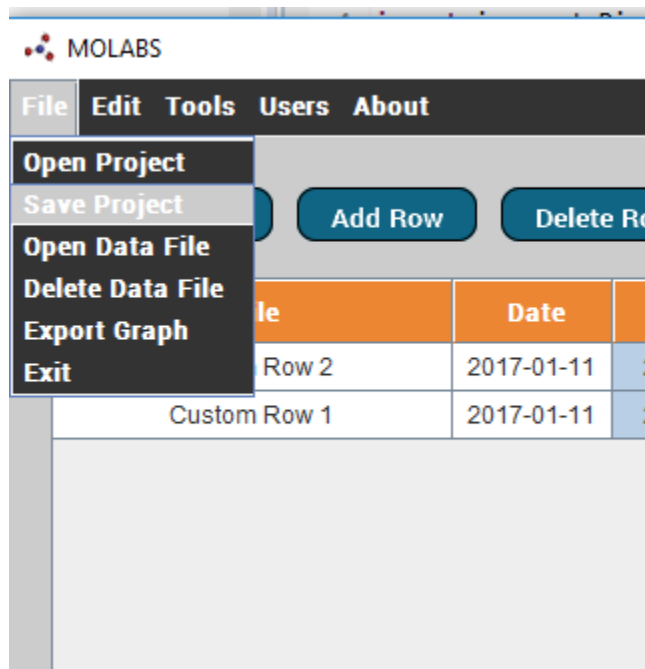 MOLABS
File Edit Tools Users About
Open Project
Save Project
Open Data File
Delete Data File
Export Graph
Exit
Add Row Delete
Date
Row 2 2017-01-11
Custom Row 1 2017-01-11